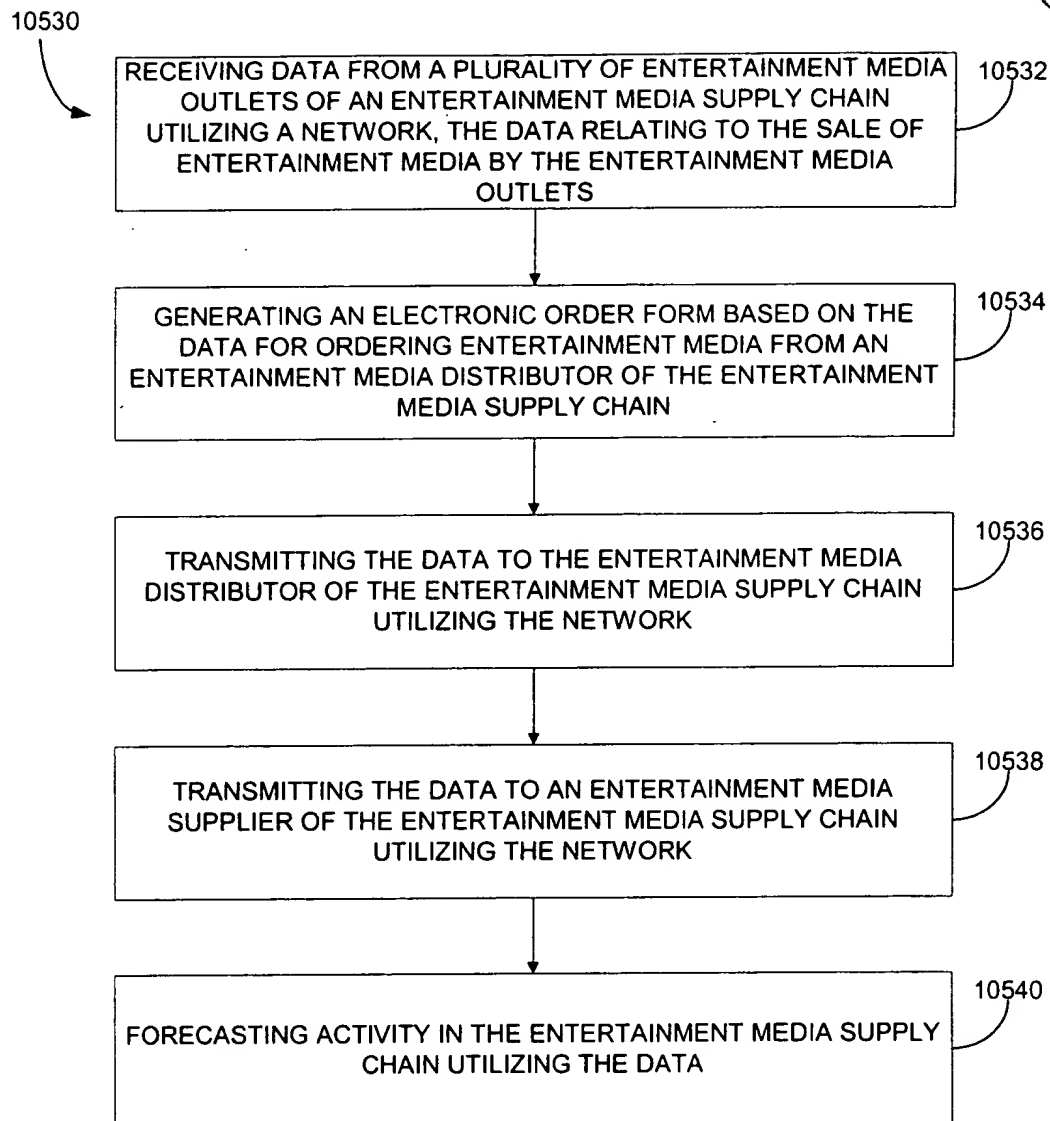 10530
RECEIVING DATA FROM A PLURALITY OF ENTERTAINMENT MEDIA
OUTLETS OF AN ENTERTAINMENT MEDIA SUPPLY CHAIN
UTILIZING A NETWORK, THE DATA RELATING TO THE SALE OF
ENTERTAINMENT MEDIA BY THE ENTERTAINMENT MEDIA
OUTLETS
10532
GENERATING AN ELECTRONIC ORDER FORM BASED ON THE
DATA FOR ORDERING ENTERTAINMENT MEDIA FROM AN
ENTERTAINMENT MEDIA DISTRIBUTOR OF THE ENTERTAINMENT
MEDIA SUPPLY CHAIN
10534
TRANSMITTING THE DATA TO THE ENTERTAINMENT MEDIA
DISTRIBUTOR OF THE ENTERTAINMENT MEDIA SUPPLY CHAIN
UTILIZING THE NETWORK
10536
TRANSMITTING THE DATA TO AN ENTERTAINMENT MEDIA
SUPPLIER OF THE ENTERTAINMENT MEDIA SUPPLY CHAIN
UTILIZING THE NETWORK
10538
FORECASTING ACTIVITY IN THE ENTERTAINMENT MEDIA SUPPLY
CHAIN UTILIZING THE DATA
10540